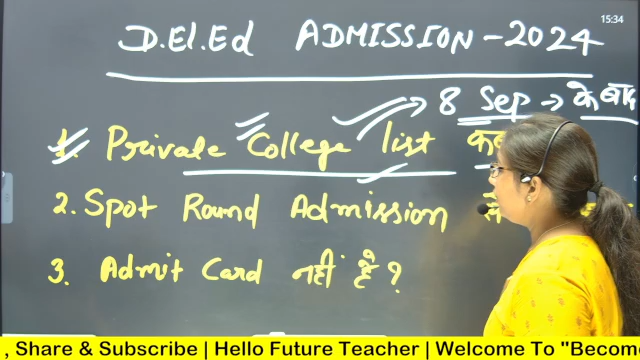 15:34
D.El.Ed ADMISSION - 2024
→ 8 Sep → के बाद
1. Private College list
2. Spot Round Admission से
3. Admit Card नहीं है ?
, Share & Subscribe | Hello Future Teacher | Welcome To "Becom